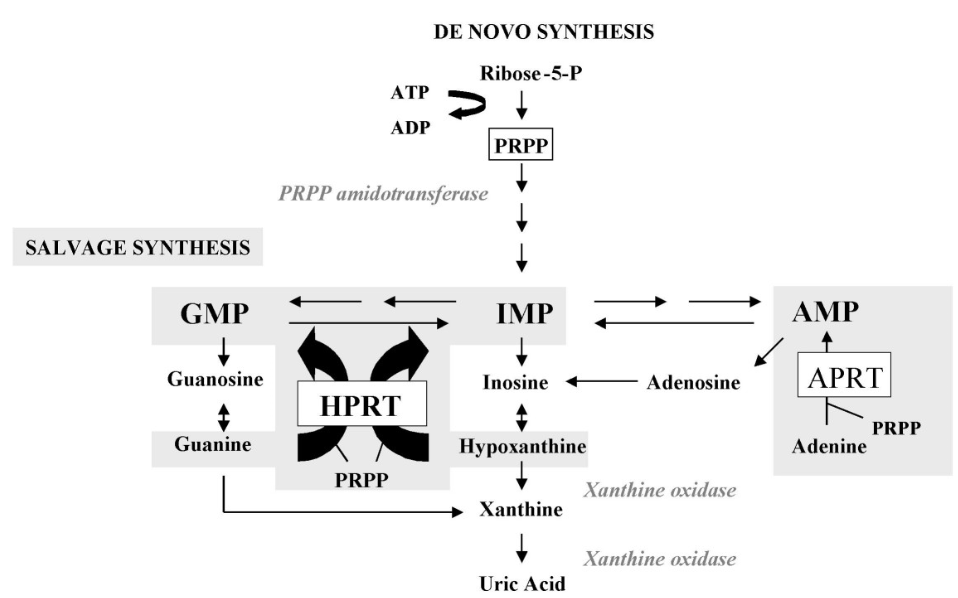 DE NOVO SYNTHESIS
Ribose-5-P
ATP
ADP
PRPP
PRPP amidotransferase
SALVAGE SYNTHESIS
GMP
IMP
AMP
Guanosine
HPRT
Inosine
Adenosine
APRT
Guanine
PRPP
Hypoxanthine
Adenine
PRPP
Xanthine oxidase
Xanthine
Xanthine oxidase
Uric Acid